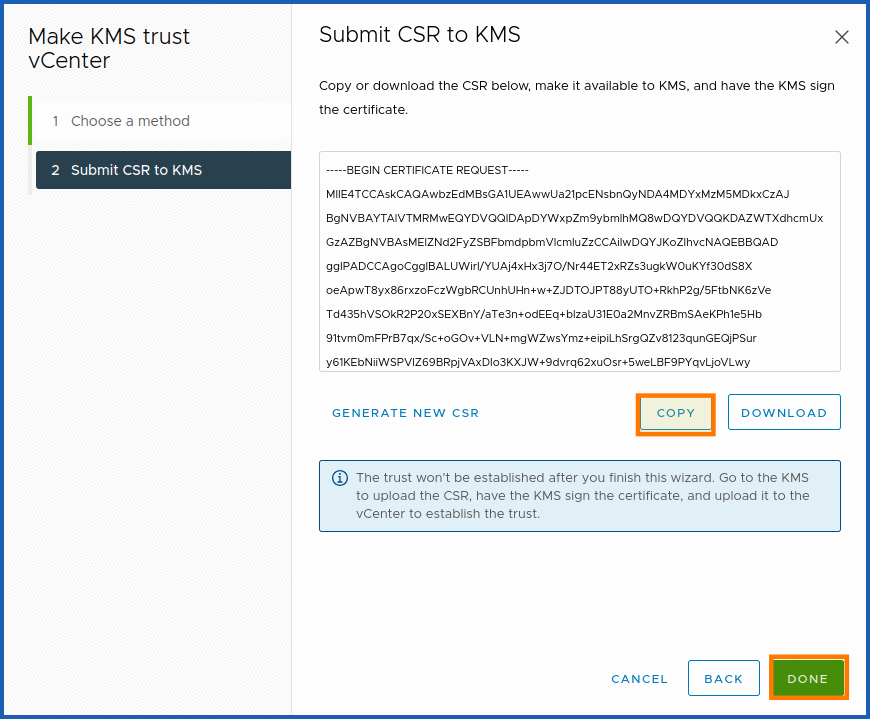 Make KMS trust
vCenter
1 Choose a method
2 Submit CSR to KMS
Submit CSR to KMS
Copy or download the CSR below, make it available to KMS, and have the KMS sign
the certificate.
-----BEGIN CERTIFICATE REQUEST-----
MIIE4TCCAskCAQAwbzEdMBsGA1UEAwwUa21pcENsbnQyNDA4MDYxMzM5MDkxCzAJ
BgNVBAYTAlVTMRMwEQYDVQQIDApDYWxpZm9ybmlhMQ8wDQYDVQQKDAZWTXdhcmUx
GzAZBgNVBAsMElZNd2FyZSBFbmdpbmVlcmluZzCCAiIwDQYJKoZIhvcNAQEBBQAD
ggIPADCCAgoCggIBALUWirI/YUAj4xHx3j7O/Nr44ET2xRZs3ugkW0uKYf30dS8X
oeApwT8yx86rxzoFczWgbRCUnhUHn+w+ZJDTOJPT88yUTO+RkhP2g/5FtbNK6zVe
Td435hVSOkR2P20xSEXBnY/aTe3n+odEEq+bIzaU31E0a2MnvZRBmSAeKPh1e5Hb
91tvm0mFPrB7qx/Sc+oGOv+VLN+mgWZwsYmz+eipiLhSrgQZv8123qunGEQjPSur
y61KEbNiiWSPVIZ69BRpjVAxDIo3KXJW+9dvrq62xuOsr+5weLBF9PYqvLjoVLwy
GENERATE NEW CSR
COPY
DOWNLOAD
The trust won't be established after you finish this wizard. Go to the KMS
to upload the CSR, have the KMS sign the certificate, and upload it to the
vCenter to establish the trust.
CANCEL
BACK
DONE